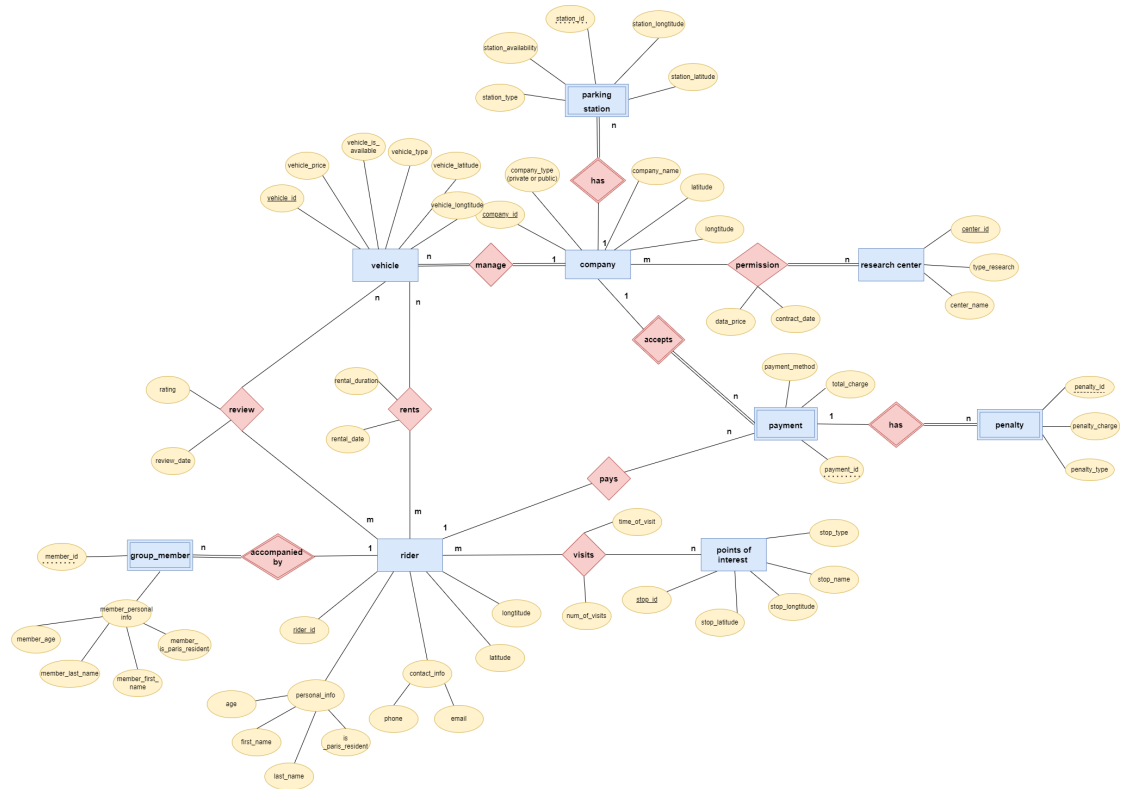 station_id
station_longtitude
station_availability
station_latitude
station_type
parking
station
n
has
1
vehicle_is_
available
vehicle_type
vehicle_price
vehicle_latitude
vehicle_id
vehicle_longtitude
company_type
(private or public)
company_name
latitude
company_id
longtitude
vehicle
n
manage
1
company
m
permission
n
research center
center_id
type_research
center_name
data_price
contract_date
n
n
1
accepts
n
payment_method
total_charge
payment
1
has
n
penalty
penalty_id
penalty_charge
penalty_type
payment_id
n
rating
review
review_date
rental_duration
rents
rental_date
pays
m
m
1
time_of_visit
member_id
group_member
n
accompanied
by
1
rider
m
visits
n
points of
interest
stop_type
stop_name
stop_longtitude
stop_latitude
stop_id
num_of_visits
member_personal
info
member_age
member_last_name
member_first_
name
member_
is_paris_resident
rider_id
longtitude
latitude
contact_info
phone
email
personal_info
age
first_name
last_name
is
_paris_resident